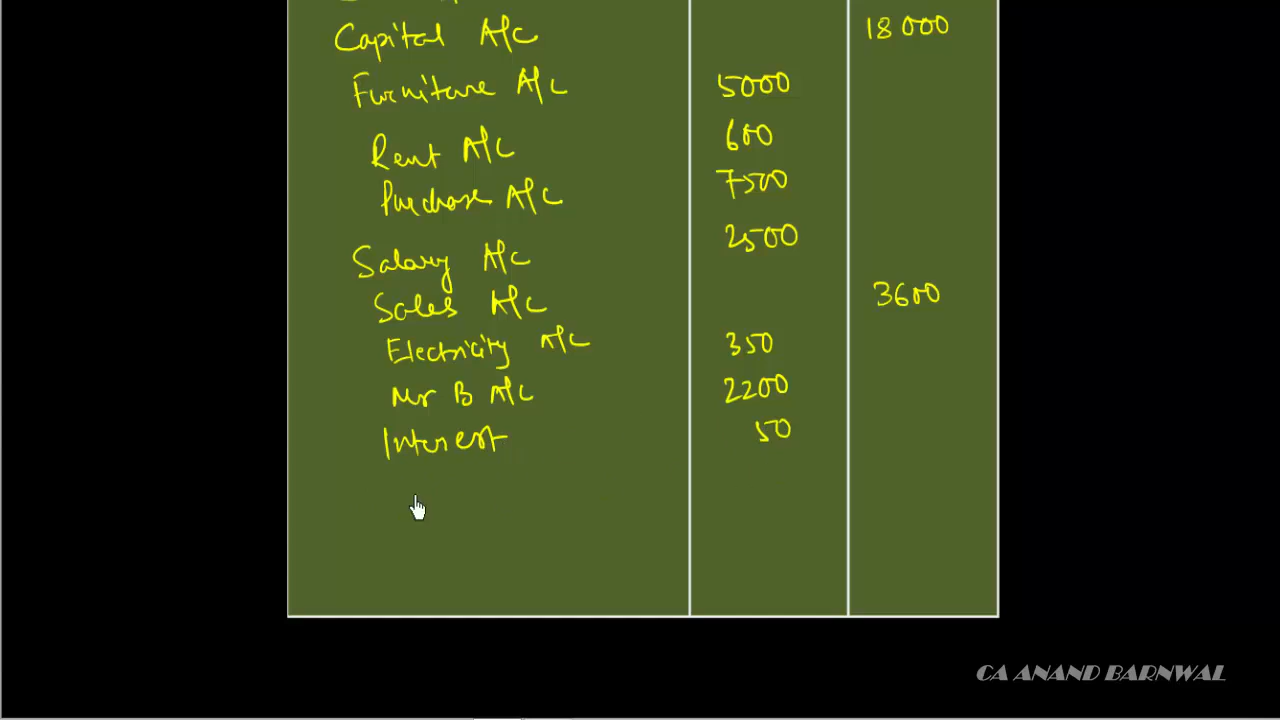 Capital A/C 18000
Furniture A/C 5000
Rent A/C 600
Purchase A/C 7500
Salary A/C 2500
Sales A/C 3600
Electricity A/C 350
Mr B A/C 2200
Interest 50
CA ANAND BARNWAL